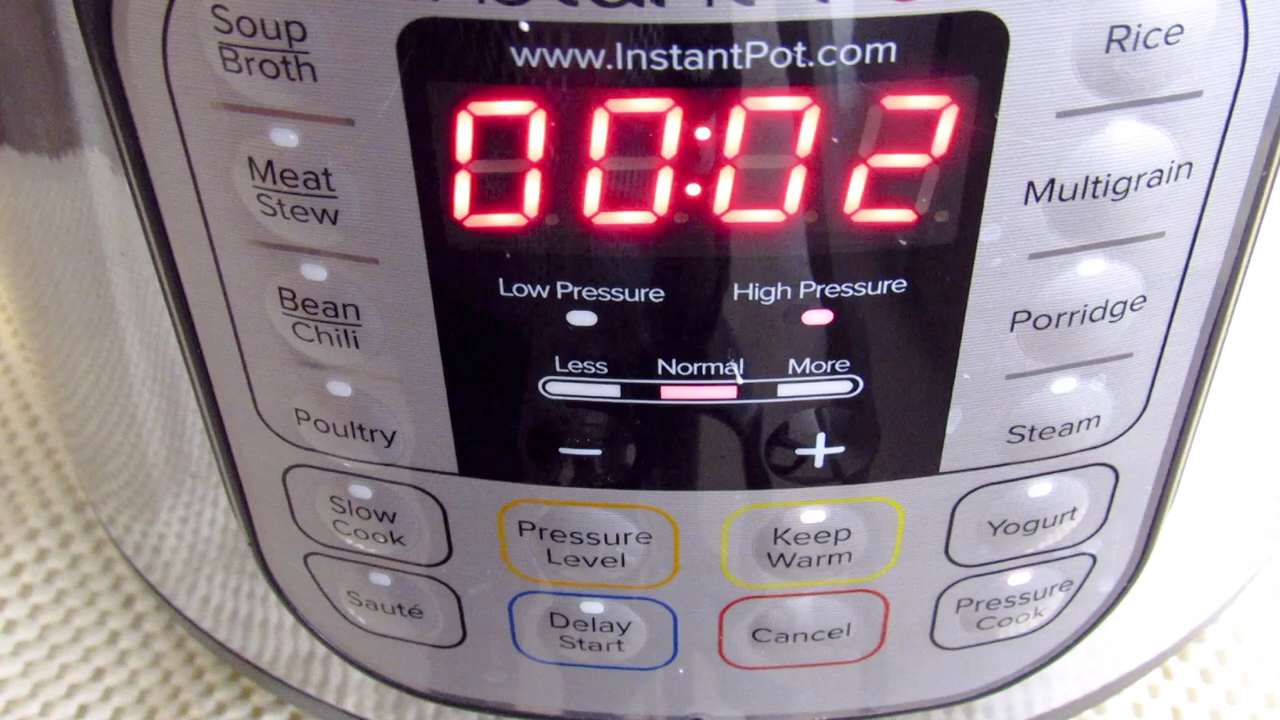 Soup
Broth
www.InstantPot.com
Rice
00:02
Meat
Stew
Multigrain
Low Pressure
High Pressure
Bean
Chili
Porridge
Less
Normal
More
Poultry
−
+
Steam
Slow
Cook
Pressure
Level
Keep
Warm
Yogurt
Sauté
Delay
Start
Cancel
Pressure
Cook